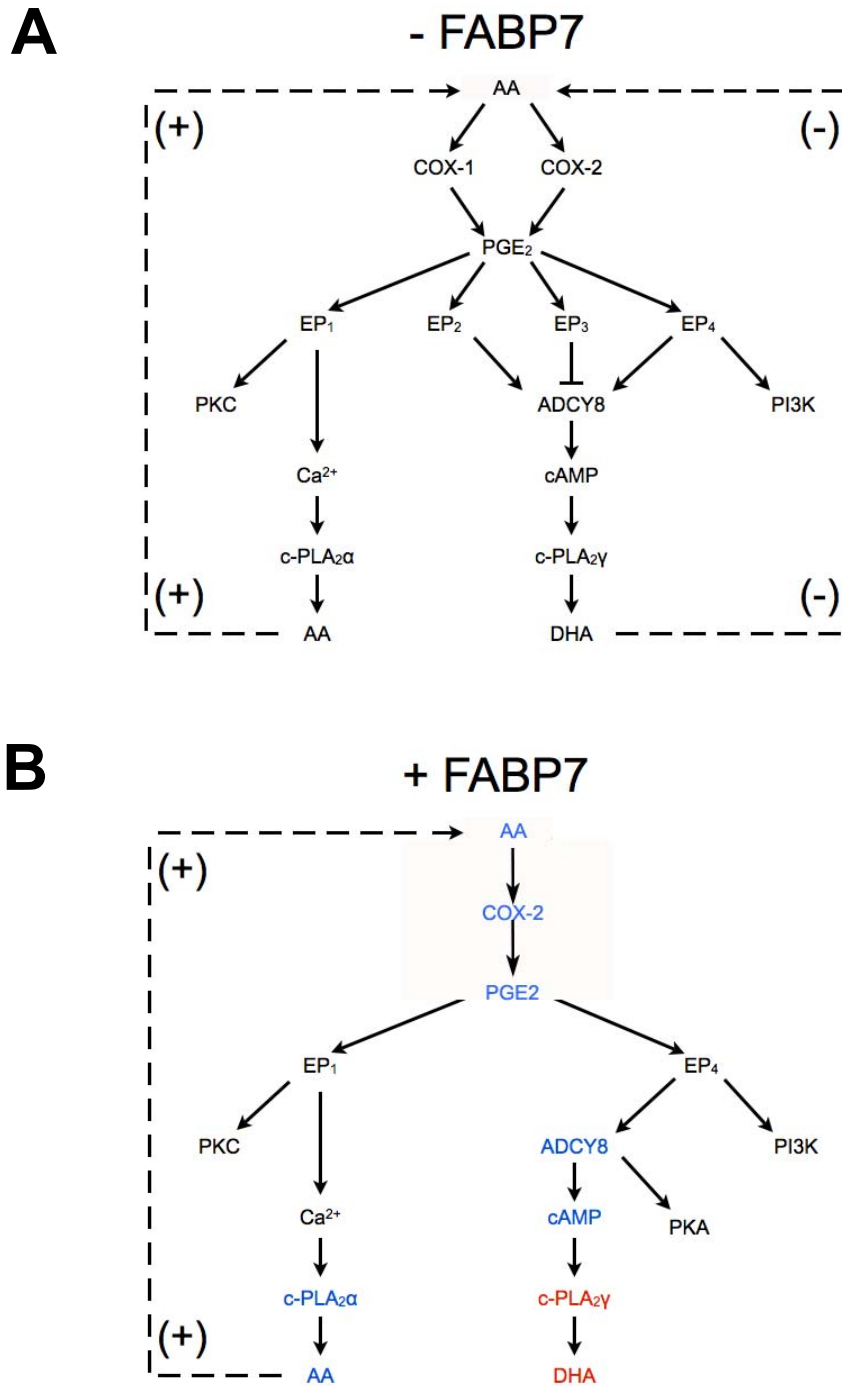 A
- FABP7
AA
(+)
(-)
COX-1
COX-2
PGE₂
EP₁
EP₂
EP₃
EP₄
PKC
ADCY8
PI3K
Ca²⁺
cAMP
c-PLA₂α
c-PLA₂γ
(+)
(-)
AA
DHA
B
+ FABP7
AA
(+)
COX-2
PGE2
EP₁
EP₄
PKC
ADCY8
PI3K
Ca²⁺
cAMP
PKA
c-PLA₂α
c-PLA₂γ
(+)
AA
DHA